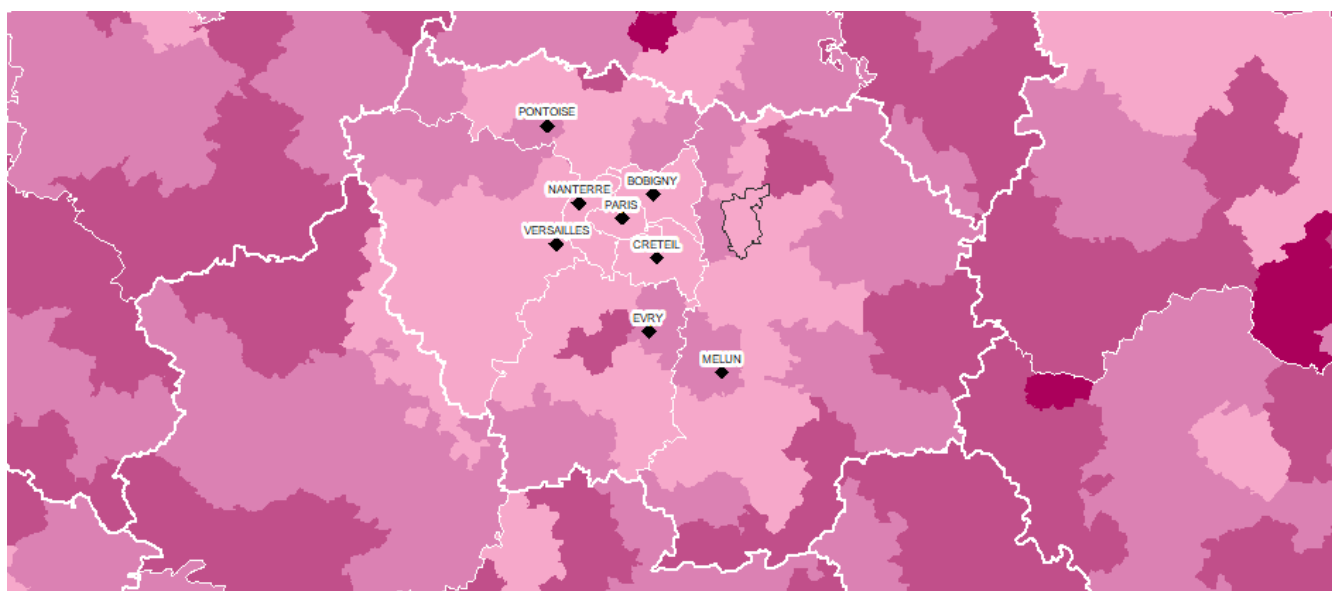 PONTOISE
BOBIGNY
NANTERRE
PARIS
VERSAILLES
CRETEIL
EVRY
MELUN